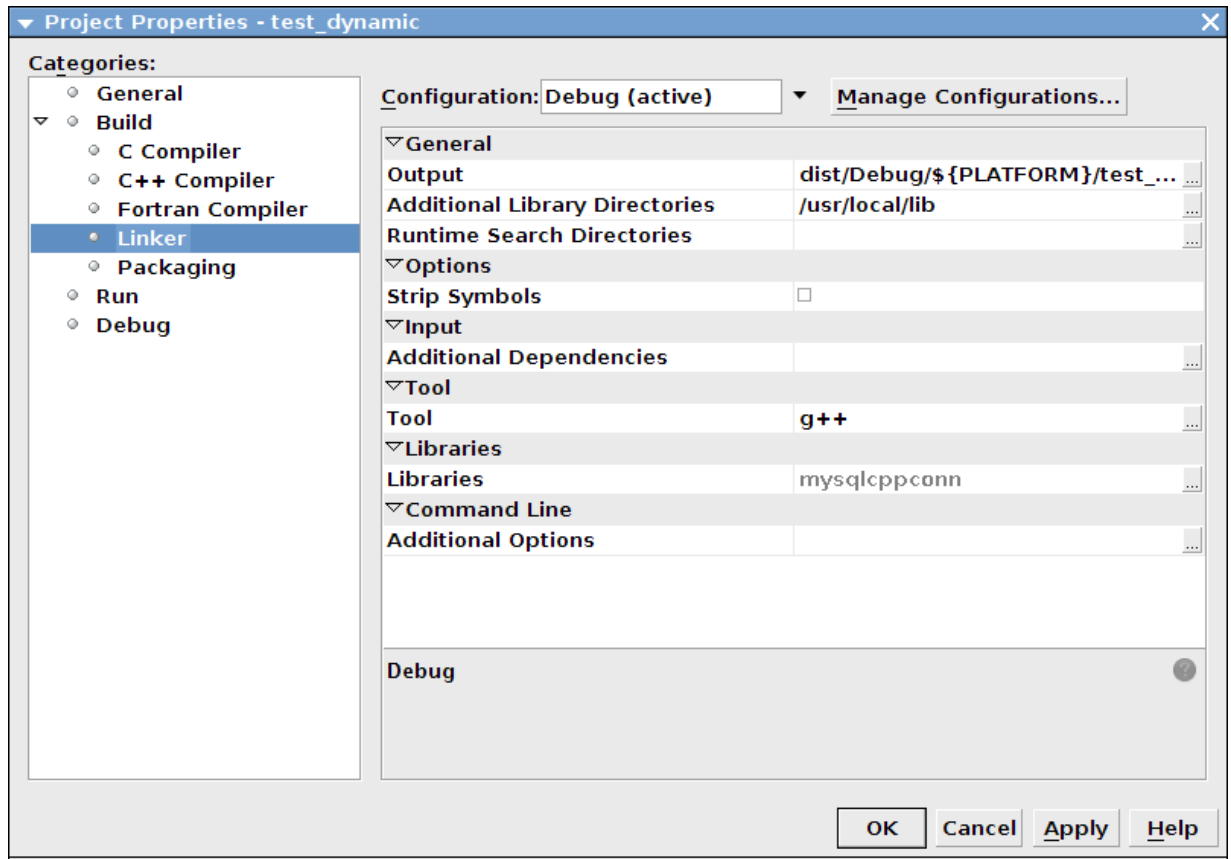 Project Properties - test_dynamic
Categories:
General
Build
C Compiler
C++ Compiler
Fortran Compiler
Linker
Packaging
Run
Debug
Configuration: Debug (active) Manage Configurations...
General
Output dist/Debug/${PLATFORM}/test_... ...
Additional Library Directories /usr/local/lib ...
Runtime Search Directories ...
Options
Strip Symbols
Input
Additional Dependencies ...
Tool
Tool g++ ...
Libraries
Libraries mysqlcppconn ...
Command Line
Additional Options ...
Debug ?
OK Cancel Apply Help